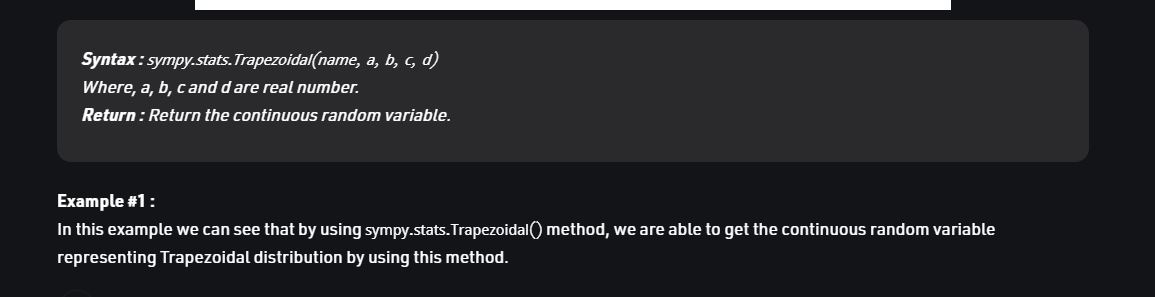 Syntax : sympy.stats.Trapezoidal(name, a, b, c, d)
Where, a, b, c and d are real number.
Return : Return the continuous random variable.
Example #1 :
In this example we can see that by using sympy.stats.Trapezoidal() method, we are able to get the continuous random variable
representing Trapezoidal distribution by using this method.